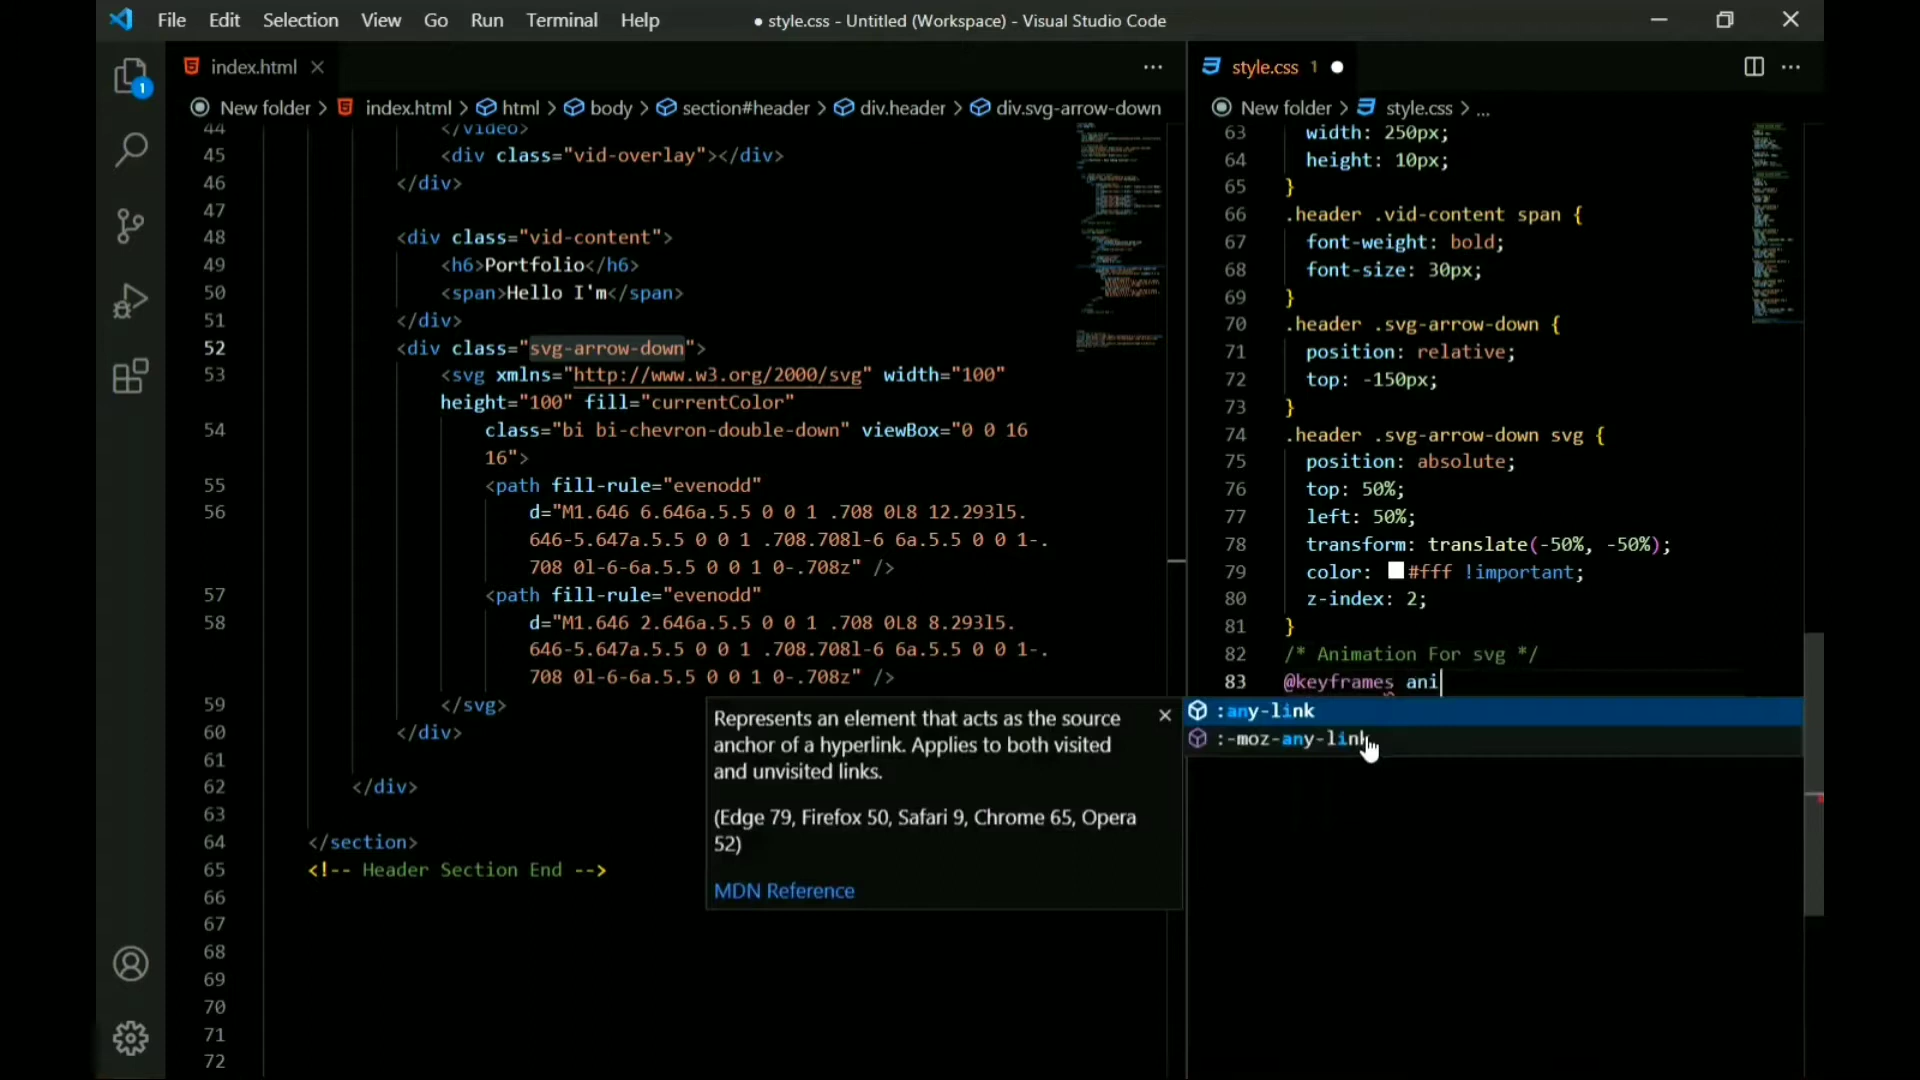 File Edit Selection View Go Run Terminal Help ● style.css - Untitled (Workspace) - Visual Studio Code
1
index.html
style.css 1
New folder > index.html > html > body > section#header > div.header > div.svg-arrow-down
44 </video>
45 <div class="vid-overlay"></div>
46 </div>
47
48 <div class="vid-content">
49 <h6>Portfolio</h6>
50 <span>Hello I'm</span>
51 </div>
52 <div class="svg-arrow-down">
53 <svg xmlns="http://www.w3.org/2000/svg" width="100"
height="100" fill="currentColor"
54 class="bi bi-chevron-double-down" viewBox="0 0 16
16">
55 <path fill-rule="evenodd"
56 d="M1.646 6.646a.5.5 0 0 1 .708 0L8 12.293l5.
646-5.647a.5.5 0 0 1 .708.708l-6 6a.5.5 0 0 1-.
708 0l-6-6a.5.5 0 0 1 0-.708z" />
57 <path fill-rule="evenodd"
58 d="M1.646 2.646a.5.5 0 0 1 .708 0L8 8.293l5.
646-5.647a.5.5 0 0 1 .708.708l-6 6a.5.5 0 0 1-.
708 0l-6-6a.5.5 0 0 1 0-.708z" />
59 </svg>
60 </div>
61
62 </div>
63
64 </section>
65 <!-- Header Section End -->
66
67
68
69
70
71
72
New folder > style.css > ...
63 width: 250px;
64 height: 10px;
65 }
66 .header .vid-content span {
67 font-weight: bold;
68 font-size: 30px;
69 }
70 .header .svg-arrow-down {
71 position: relative;
72 top: -150px;
73 }
74 .header .svg-arrow-down svg {
75 position: absolute;
76 top: 50%;
77 left: 50%;
78 transform: translate(-50%, -50%);
79 color: #fff !important;
80 z-index: 2;
81 }
82 /* Animation For svg */
83 @keyframes ani
:any-link
:-moz-any-link
Represents an element that acts as the source
anchor of a hyperlink. Applies to both visited
and unvisited links.
(Edge 79, Firefox 50, Safari 9, Chrome 65, Opera
52)
MDN Reference